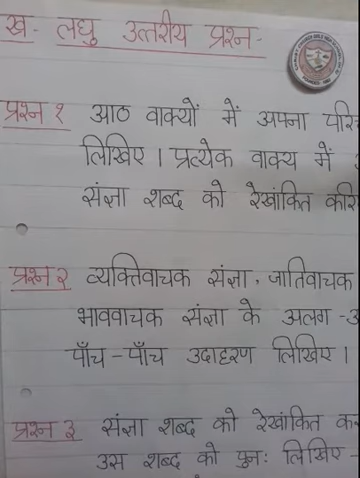 ख- लघु उत्तरीय प्रश्न-
प्रश्न १ आठ वाक्यों में अपना
लिखिए । प्रत्येक वाक्य में
संज्ञा शब्द को रेखांकित
प्रश्न २ व्यक्तिवाचक संज्ञा, जातिवाचक
भाववाचक संज्ञा के अलग-
पाँच-पाँच उदाहरण लिखिए ।
प्रश्न ३ संज्ञा शब्द को रेखांकित
उस शब्द को पुनः लिखिए -